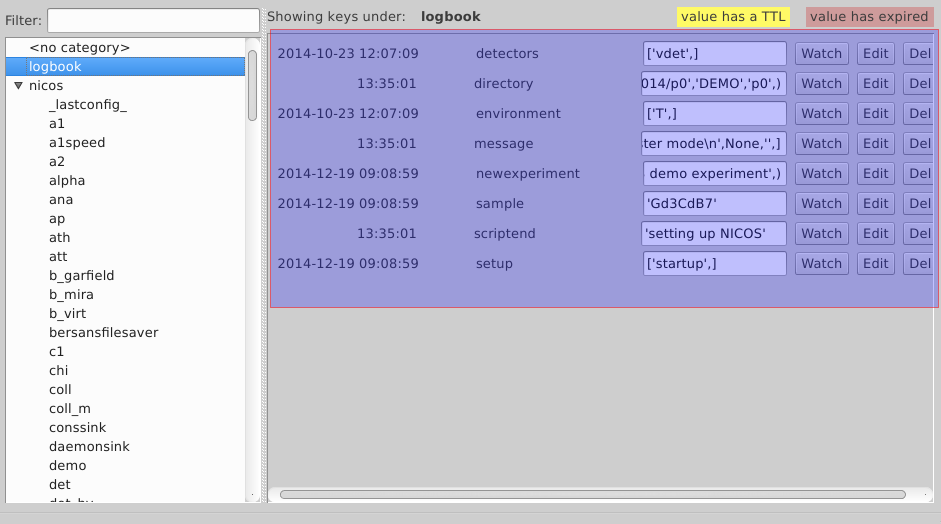 Filter:
Showing keys under: logbook value has a TTL value has expired
<no category>
logbook
nicos
_lastconfig_
a1
a1speed
a2
alpha
ana
ap
ath
att
b_garfield
b_mira
b_virt
bersansfilesaver
c1
chi
coll
coll_m
conssink
daemonsink
demo
det
2014-10-23 12:07:09 detectors ['vdet',] Watch Edit Del
13:35:01 directory 014/p0','DEMO','p0',) Watch Edit Del
2014-10-23 12:07:09 environment ['T',] Watch Edit Del
13:35:01 message ter mode\n',None,'',] Watch Edit Del
2014-12-19 09:08:59 newexperiment demo experiment',) Watch Edit Del
2014-12-19 09:08:59 sample 'Gd3CdB7' Watch Edit Del
13:35:01 scriptend 'setting up NICOS' Watch Edit Del
2014-12-19 09:08:59 setup ['startup',] Watch Edit Del